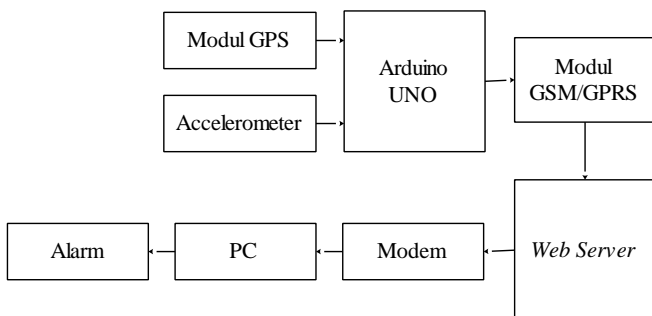 Modul GPS
Arduino
UNO
Modul
GSM/GPRS
Accelerometer
Alarm
PC
Modem
Web Server